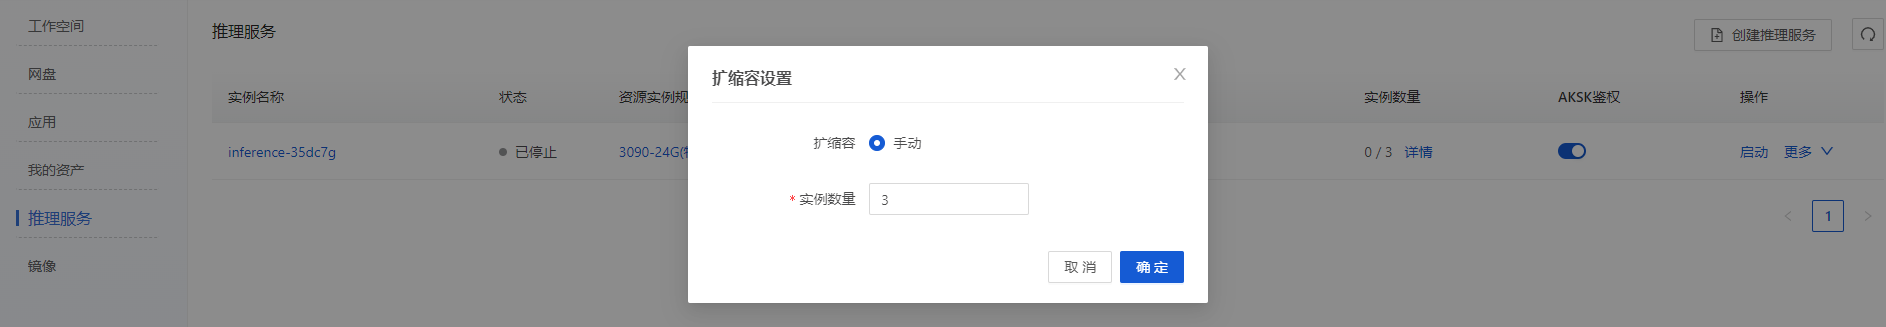 工作空间
网盘
应用
我的资产
推理服务
镜像
推理服务
创建推理服务
实例名称 状态 资源实例规 实例数量 AKSK鉴权 操作
inference-35dc7g 已停止 3090-24G( 0 / 3 详情 启动 更多
< 1 >
扩缩容设置
扩缩容 手动
* 实例数量 3
取 消 确 定